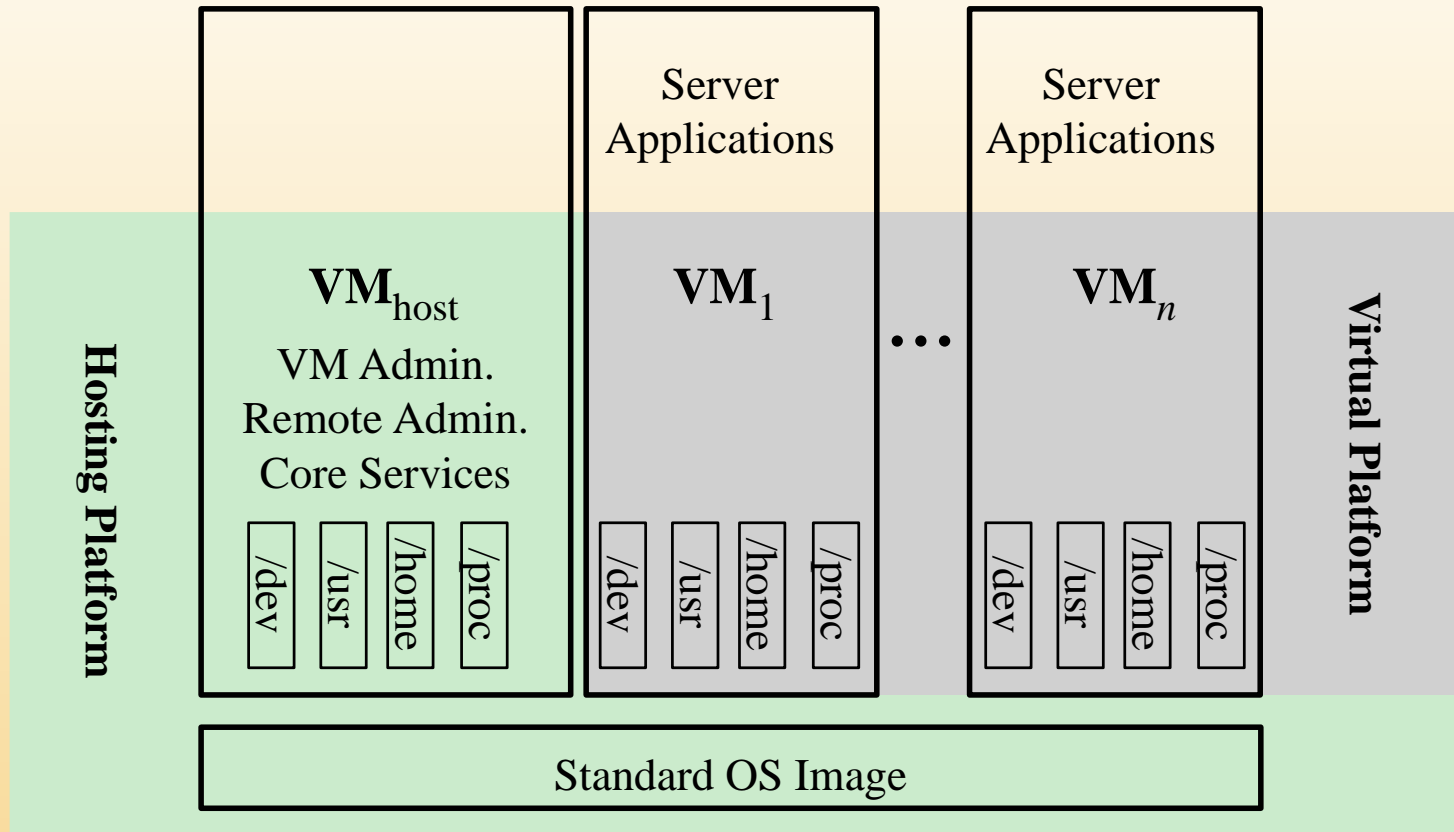 Server
Applications
Server
Applications
Hosting Platform
VMhost
VM Admin.
Remote Admin.
Core Services
/dev
/usr
/home
/proc
VM1
/dev
/usr
/home
/proc
...
VMn
/dev
/usr
/home
/proc
Virtual Platform
Standard OS Image